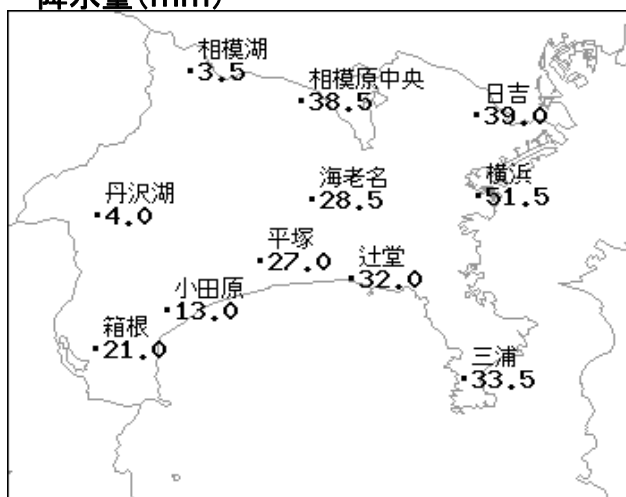 降水量(mm)
相模湖
3.5
相模原中央
38.5
日吉
39.0
丹沢湖
4.0
海老名
28.5
横浜
51.5
平塚
27.0
辻堂
32.0
小田原
13.0
箱根
21.0
三浦
33.5